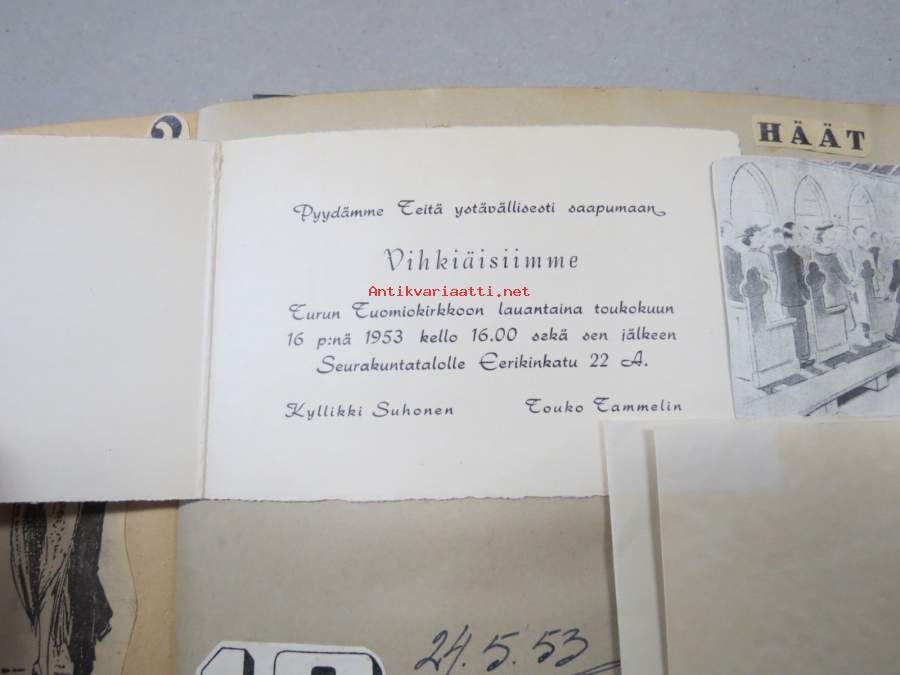 HÄÄT
Pyydämme Teitä ystävällisesti saapumaan
Vihkiäisiimme
Antikvariaatti.net
Turun Tuomiokirkkoon lauantaina toukokuun
16 p:nä 1953 kello 16.00 sekä sen jälkeen
Seurakuntatalolle Eerikinkatu 22 A.
Kyllikki Suhonen Touko Tammelin
24.5.53